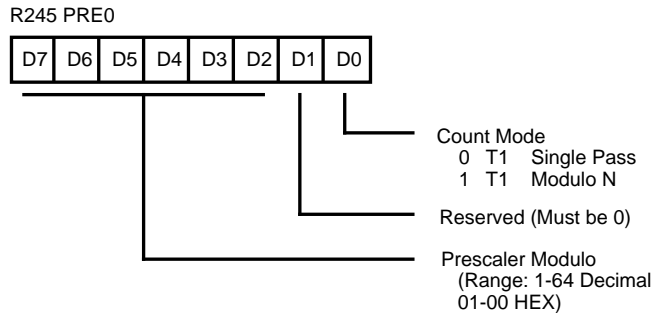 R245 PRE0
D7 D6 D5 D4 D3 D2 D1 D0
Count Mode
0 T1 Single Pass
1 T1 Modulo N
Reserved (Must be 0)
Prescaler Modulo
(Range: 1-64 Decimal
01-00 HEX)